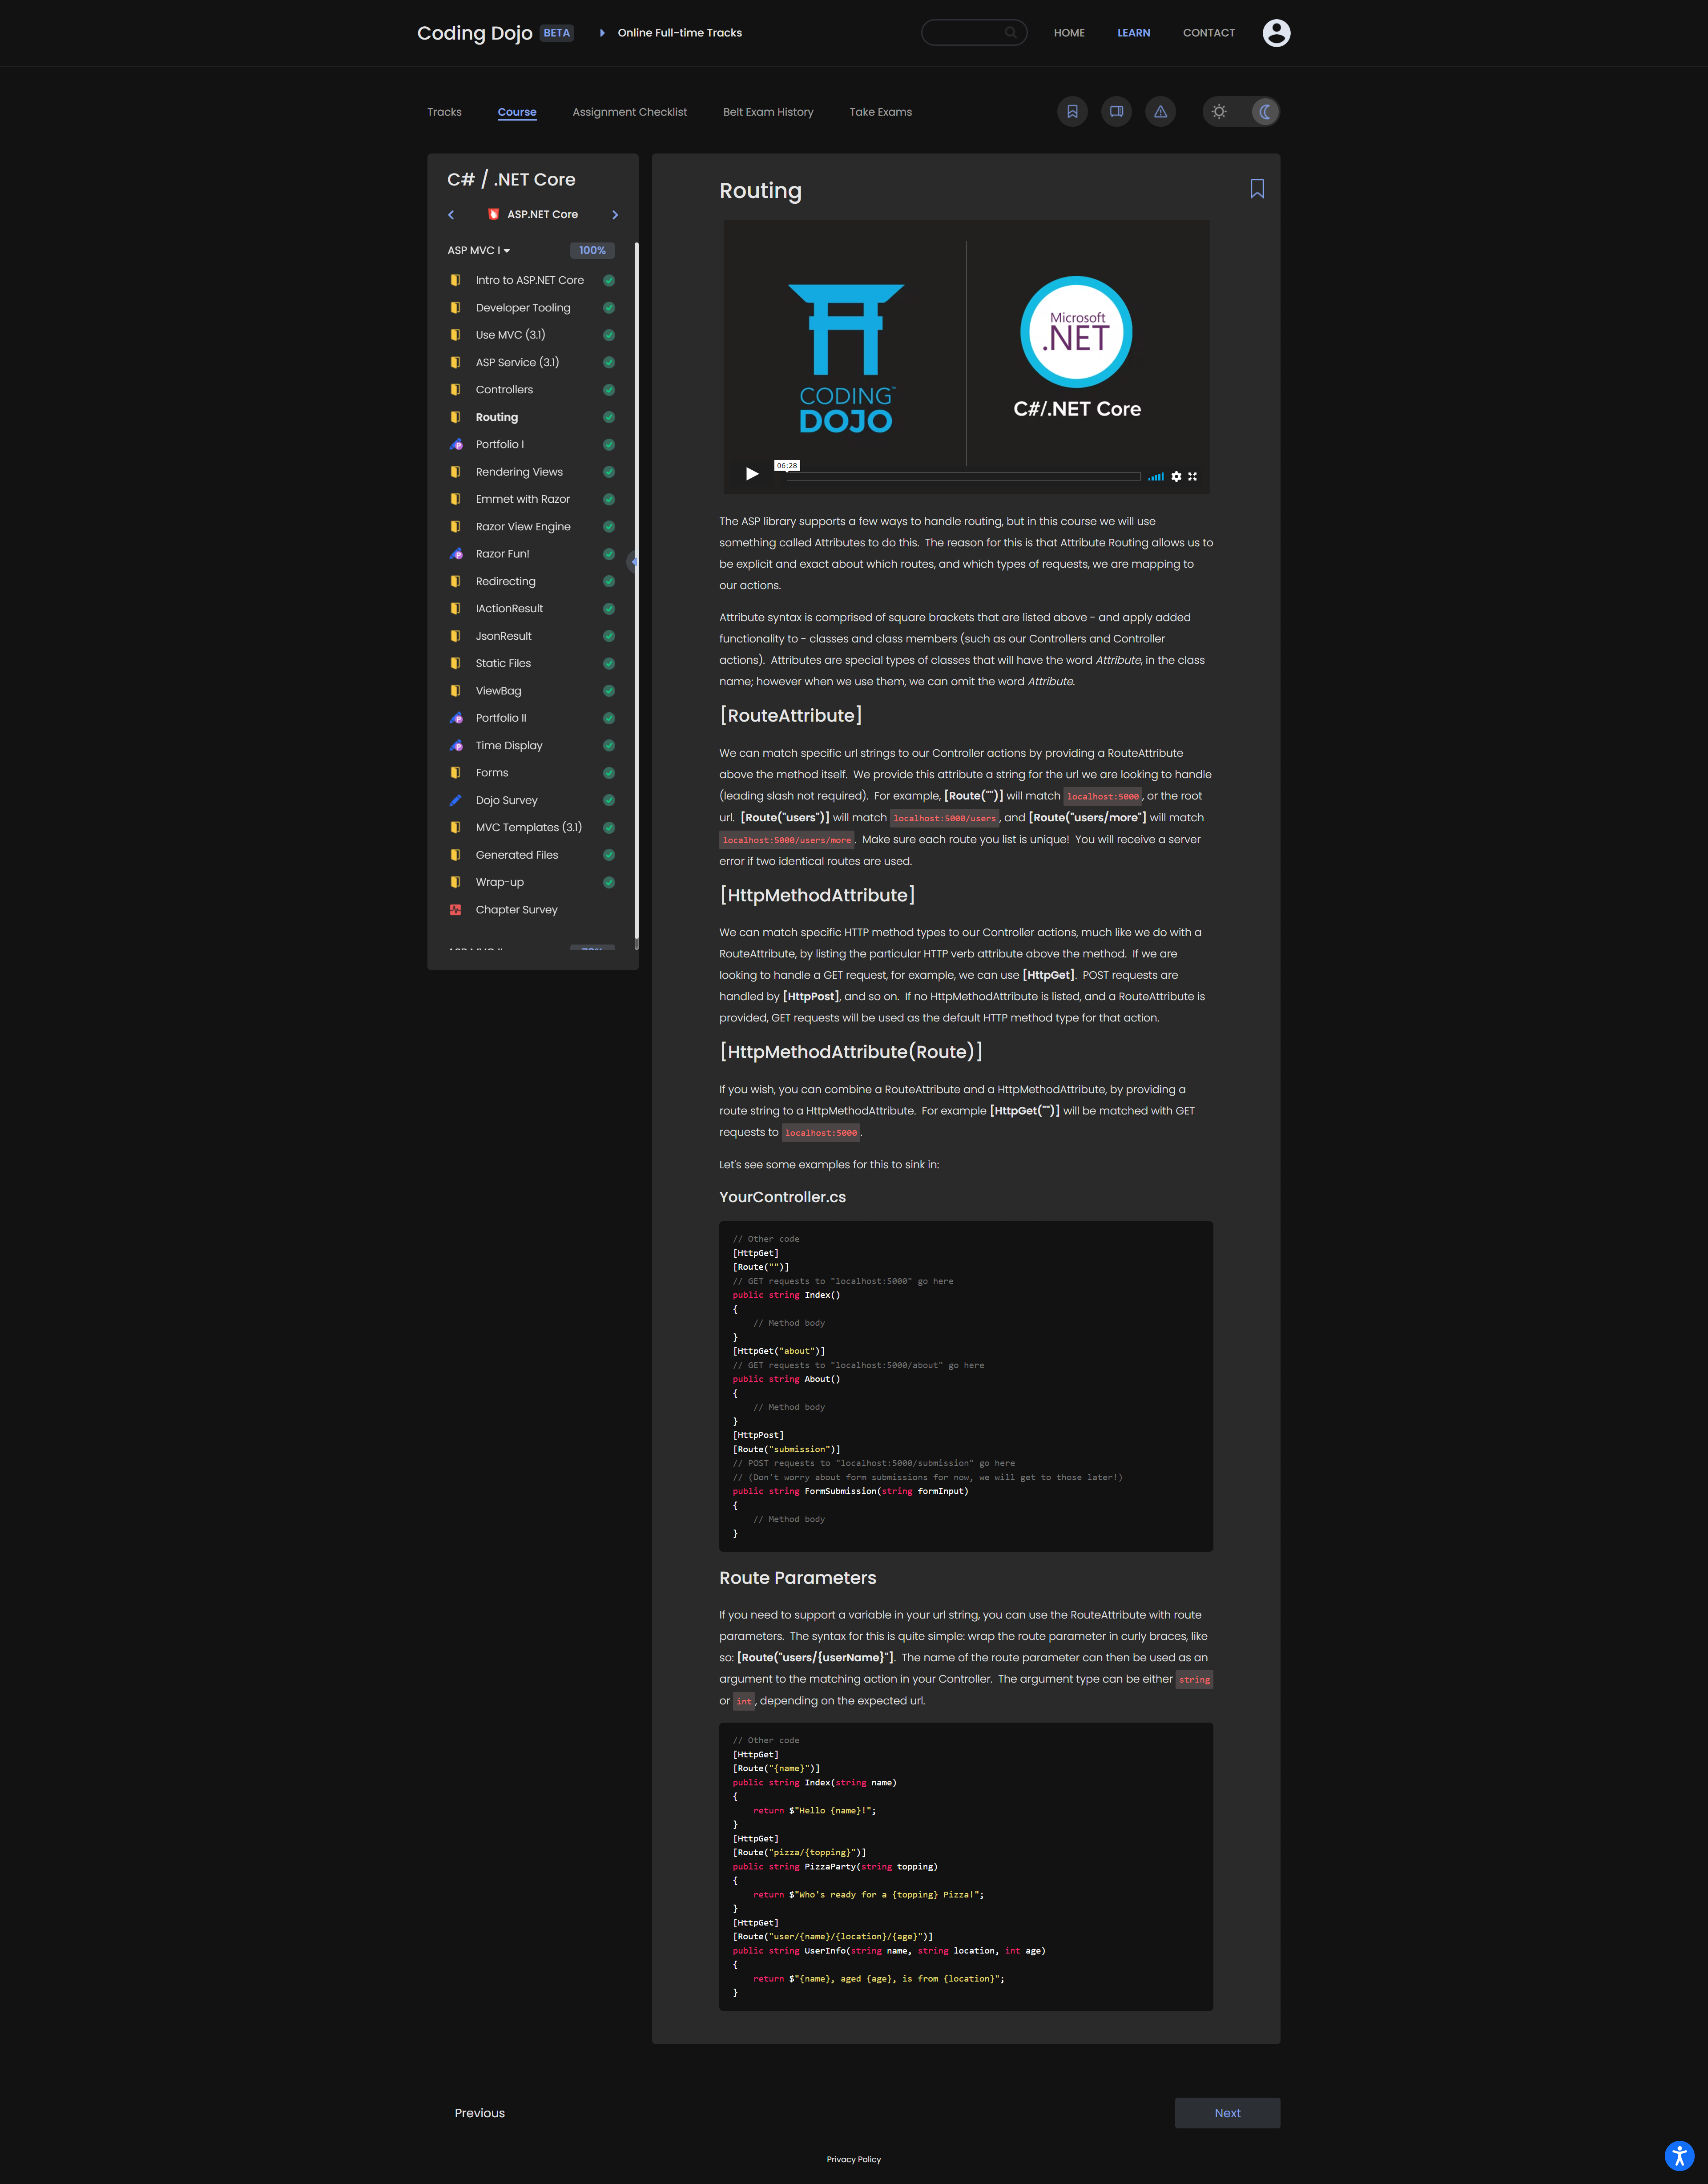 Coding Dojo BETA Online Full-time Tracks HOME LEARN CONTACT
Tracks Course Assignment Checklist Belt Exam History Take Exams
C# / .NET Core
ASP.NET Core
ASP MVC I 100%
Intro to ASP.NET Core
Developer Tooling
Use MVC (3.1)
ASP Service (3.1)
Controllers
Routing
Portfolio I
Rendering Views
Emmet with Razor
Razor View Engine
Razor Fun!
Redirecting
IActionResult
JsonResult
Static Files
ViewBag
Portfolio II
Time Display
Forms
Dojo Survey
MVC Templates (3.1)
Generated Files
Wrap-up
Chapter Survey
Routing
CODING™
DOJO
Microsoft
.NET
C#/.NET Core
06:28
The ASP library supports a few ways to handle routing, but in this course we will use
something called Attributes to do this.  The reason for this is that Attribute Routing allows us to
be explicit and exact about which routes, and which types of requests, we are mapping to
our actions.
Attribute syntax is comprised of square brackets that are listed above - and apply added
functionality to - classes and class members (such as our Controllers and Controller
actions).  Attributes are special types of classes that will have the word Attribute, in the class
name; however when we use them, we can omit the word Attribute.
[RouteAttribute]
We can match specific url strings to our Controller actions by providing a RouteAttribute
above the method itself.  We provide this attribute a string for the url we are looking to handle
(leading slash not required).  For example, [Route("")] will match localhost:5000, or the root
url.  [Route("users")] will match localhost:5000/users, and [Route("users/more"] will match
localhost:5000/users/more.  Make sure each route you list is unique!  You will receive a server
error if two identical routes are used.
[HttpMethodAttribute]
We can match specific HTTP method types to our Controller actions, much like we do with a
RouteAttribute, by listing the particular HTTP verb attribute above the method.  If we are
looking to handle a GET request, for example, we can use [HttpGet].  POST requests are
handled by [HttpPost], and so on.  If no HttpMethodAttribute is listed, and a RouteAttribute is
provided, GET requests will be used as the default HTTP method type for that action.
[HttpMethodAttribute(Route)]
If you wish, you can combine a RouteAttribute and a HttpMethodAttribute, by providing a
route string to a HttpMethodAttribute.  For example [HttpGet("")] will be matched with GET
requests to localhost:5000.
Let's see some examples for this to sink in:
YourController.cs
// Other code
[HttpGet]
[Route("")]
// GET requests to "localhost:5000" go here
public string Index()
{
    // Method body
}
[HttpGet("about")]
// GET requests to "localhost:5000/about" go here
public string About()
{
    // Method body
}
[HttpPost]
[Route("submission")]
// POST requests to "localhost:5000/submission" go here
// (Don't worry about form submissions for now, we will get to those later!)
public string FormSubmission(string formInput)
{
    // Method body
}
Route Parameters
If you need to support a variable in your url string, you can use the RouteAttribute with route
parameters.  The syntax for this is quite simple: wrap the route parameter in curly braces, like
so: [Route("users/{userName}"].  The name of the route parameter can then be used as an
argument to the matching action in your Controller.  The argument type can be either string
or int, depending on the expected url.
// Other code
[HttpGet]
[Route("{name}")]
public string Index(string name)
{
    return $"Hello {name}!";
}
[HttpGet]
[Route("pizza/{topping}")]
public string PizzaParty(string topping)
{
    return $"Who's ready for a {topping} Pizza!";
}
[HttpGet]
[Route("user/{name}/{location}/{age}")]
public string UserInfo(string name, string location, int age)
{
    return $"{name}, aged {age}, is from {location}";
}
Previous Next
Privacy Policy